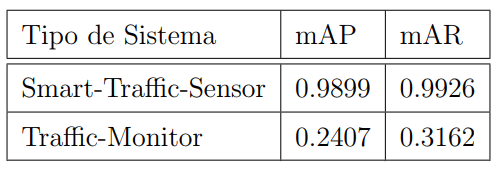 Tipo de Sistema mAP mAR
Smart-Traffic-Sensor 0.9899 0.9926
Traffic-Monitor 0.2407 0.3162